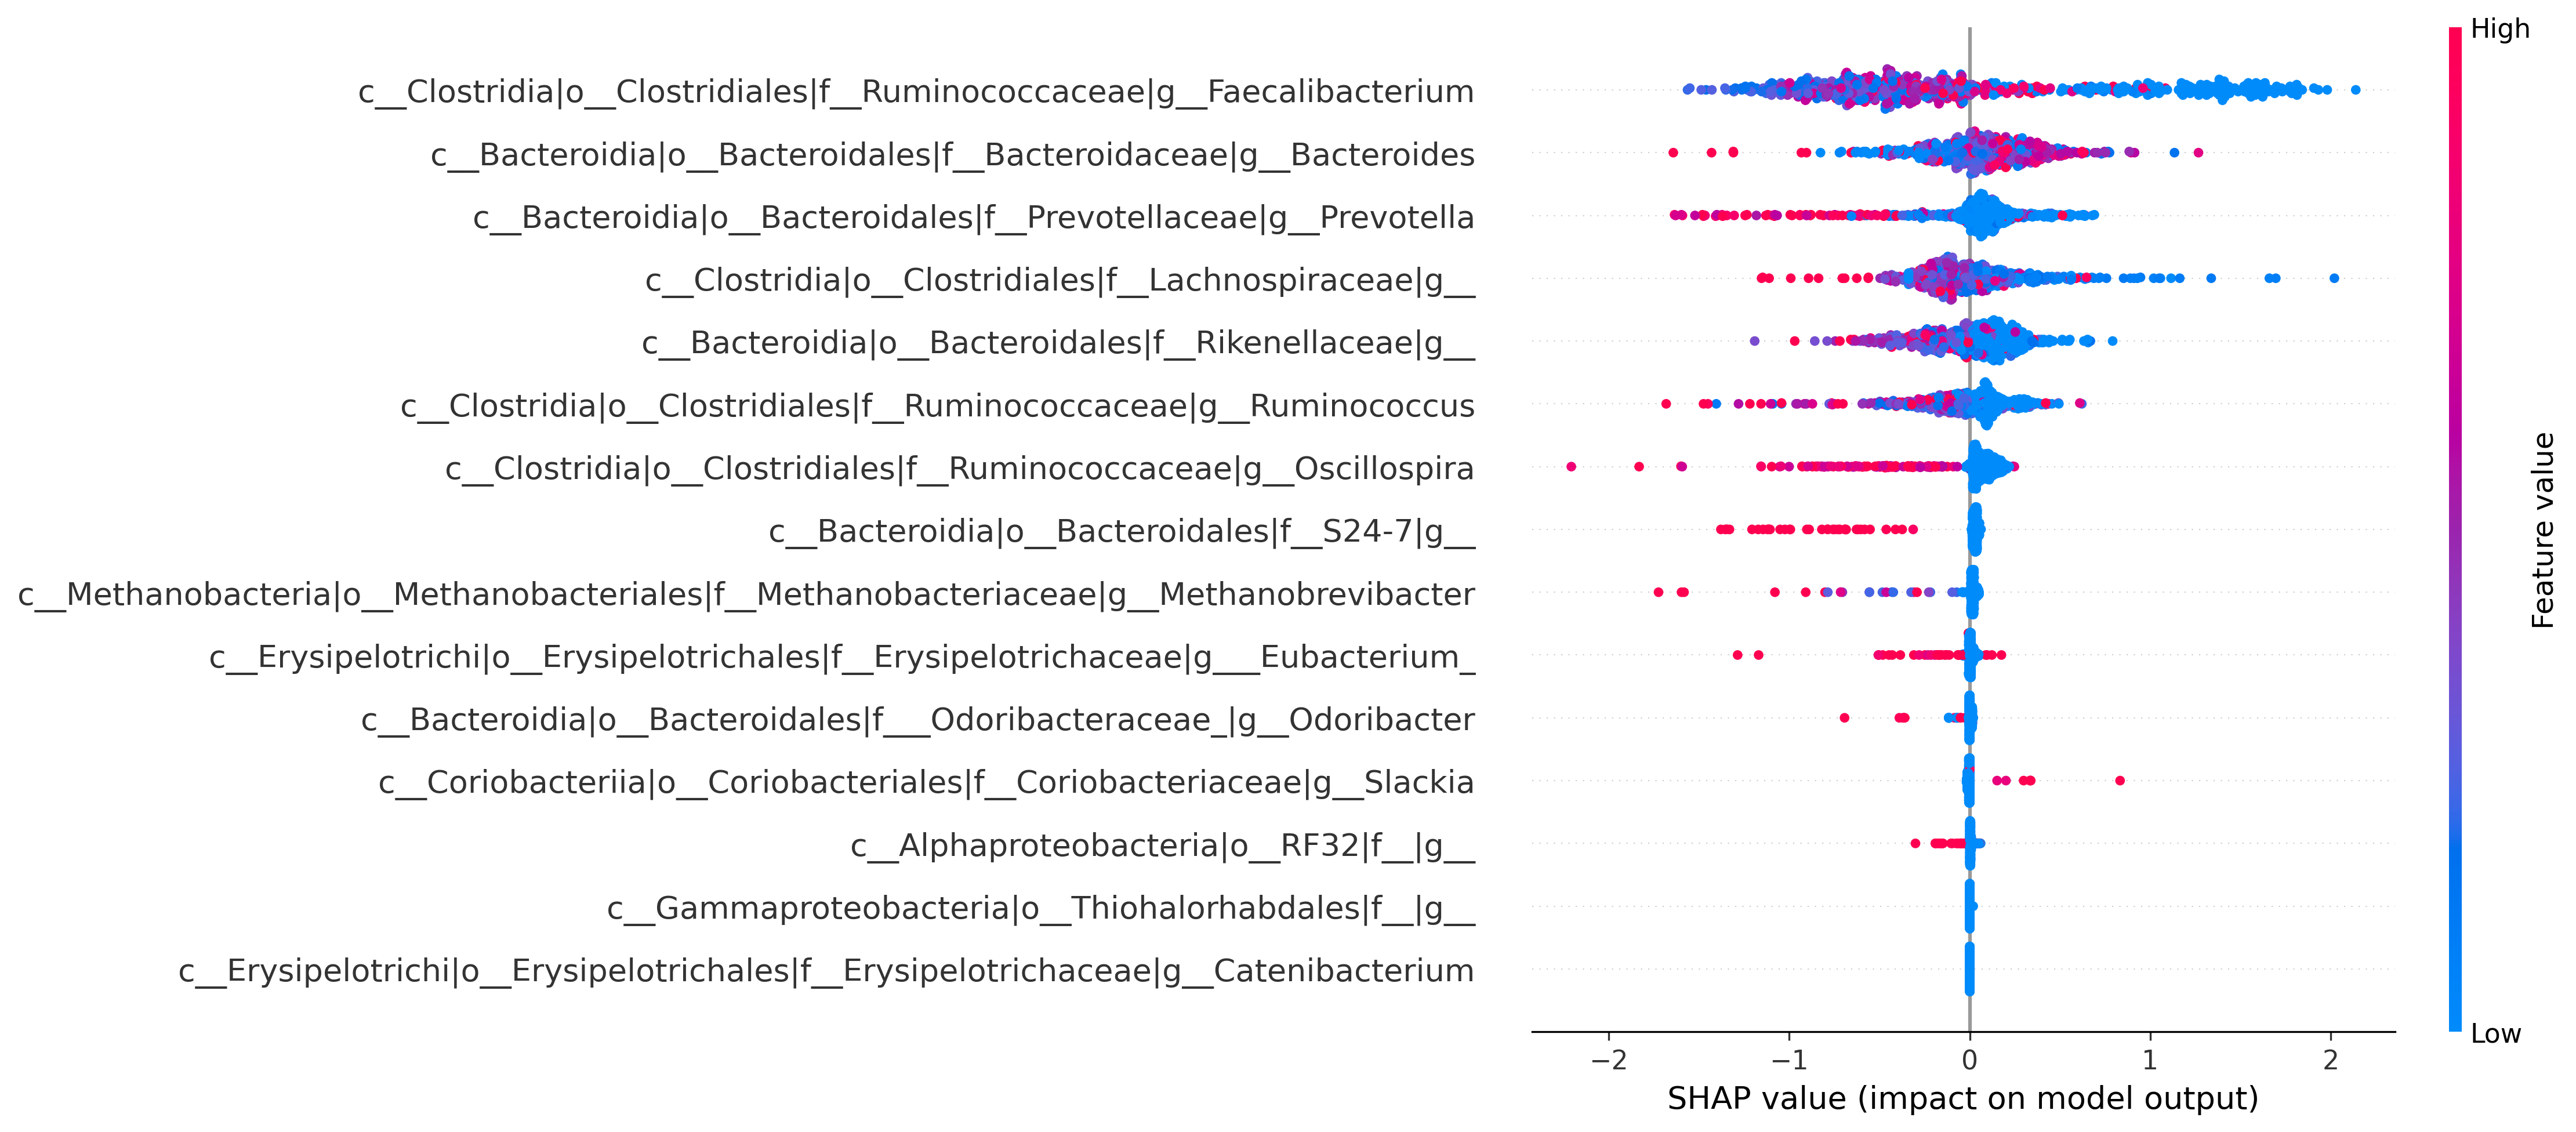 High
c__Clostridia|o__Clostridiales|f__Ruminococcaceae|g__Faecalibacterium
c__Bacteroidia|o__Bacteroidales|f__Bacteroidaceae|g__Bacteroides
c__Bacteroidia|o__Bacteroidales|f__Prevotellaceae|g__Prevotella
c__Clostridia|o__Clostridiales|f__Lachnospiraceae|g__
c__Bacteroidia|o__Bacteroidales|f__Rikenellaceae|g__
c__Clostridia|o__Clostridiales|f__Ruminococcaceae|g__Ruminococcus
c__Clostridia|o__Clostridiales|f__Ruminococcaceae|g__Oscillospira
c__Bacteroidia|o__Bacteroidales|f__S24-7|g__
c__Methanobacteria|o__Methanobacteriales|f__Methanobacteriaceae|g__Methanobrevibacter
c__Erysipelotrichi|o__Erysipelotrichales|f__Erysipelotrichaceae|g___Eubacterium_
c__Bacteroidia|o__Bacteroidales|f___Odoribacteraceae_|g__Odoribacter
c__Coriobacteriia|o__Coriobacteriales|f__Coriobacteriaceae|g__Slackia
c__Alphaproteobacteria|o__RF32|f__|g__
c__Gammaproteobacteria|o__Thiohalorhabdales|f__|g__
c__Erysipelotrichi|o__Erysipelotrichales|f__Erysipelotrichaceae|g__Catenibacterium
Feature value
Low
−2 −1 0 1 2
SHAP value (impact on model output)